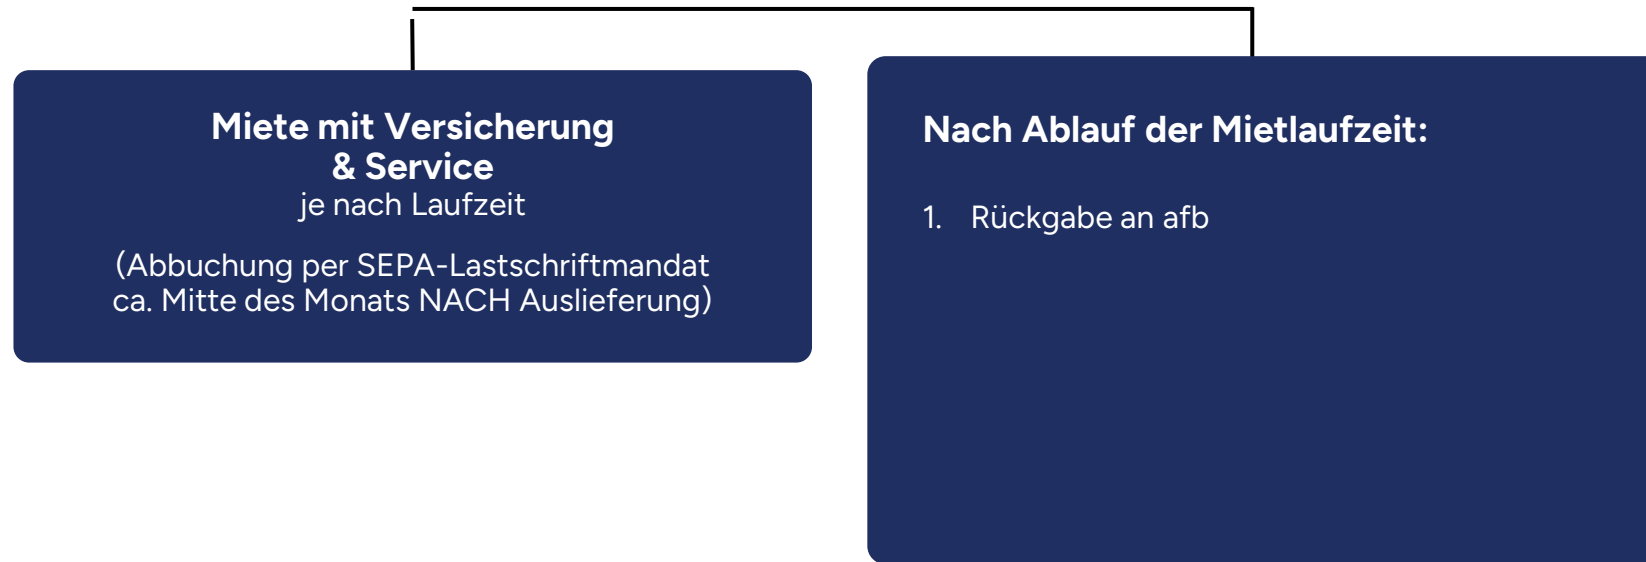 Miete mit Versicherung
& Service
je nach Laufzeit
(Abbuchung per SEPA-Lastschriftmandat
ca. Mitte des Monats NACH Auslieferung)
Nach Ablauf der Mietlaufzeit:
1. Rückgabe an afb